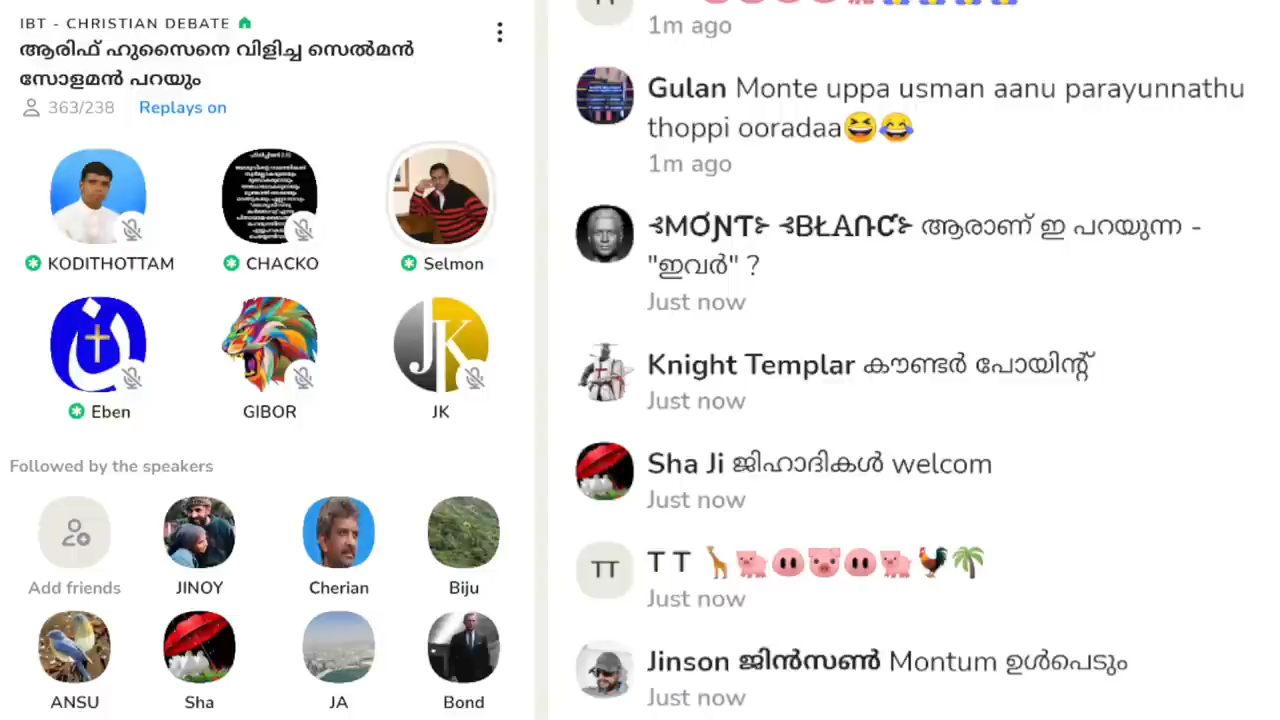 IBT - CHRISTIAN DEBATE
ആരിഫ് ഹുസൈനെ വിളിച്ച സെൽമൻ
സോളമൻ പറയും
363/238 Replays on
KODITHOTTAM
CHACKO
Selmon
JK
Eben
GIBOR
JK
Followed by the speakers
Add friends
JINOY
Cherian
Biju
ANSU
Sha
JA
Bond
1m ago
Gulan Monte uppa usman aanu parayunnathu
thoppi ooradaa😆😂
1m ago
⊰MƠƝT⊱ ⊰BŁAՈƇ⊱ ആരാണ് ഇ പറയുന്ന -
"ഇവർ" ?
Just now
Knight Templar കൗണ്ടർ പോയിന്റ്
Just now
Sha Ji ജിഹാദികൾ welcom
Just now
TT
T T 🦒🐖🐽🐷🐽🐖🐓🌴
Just now
Jinson ജിൻസൺ Montum ഉൾപെടും
Just now